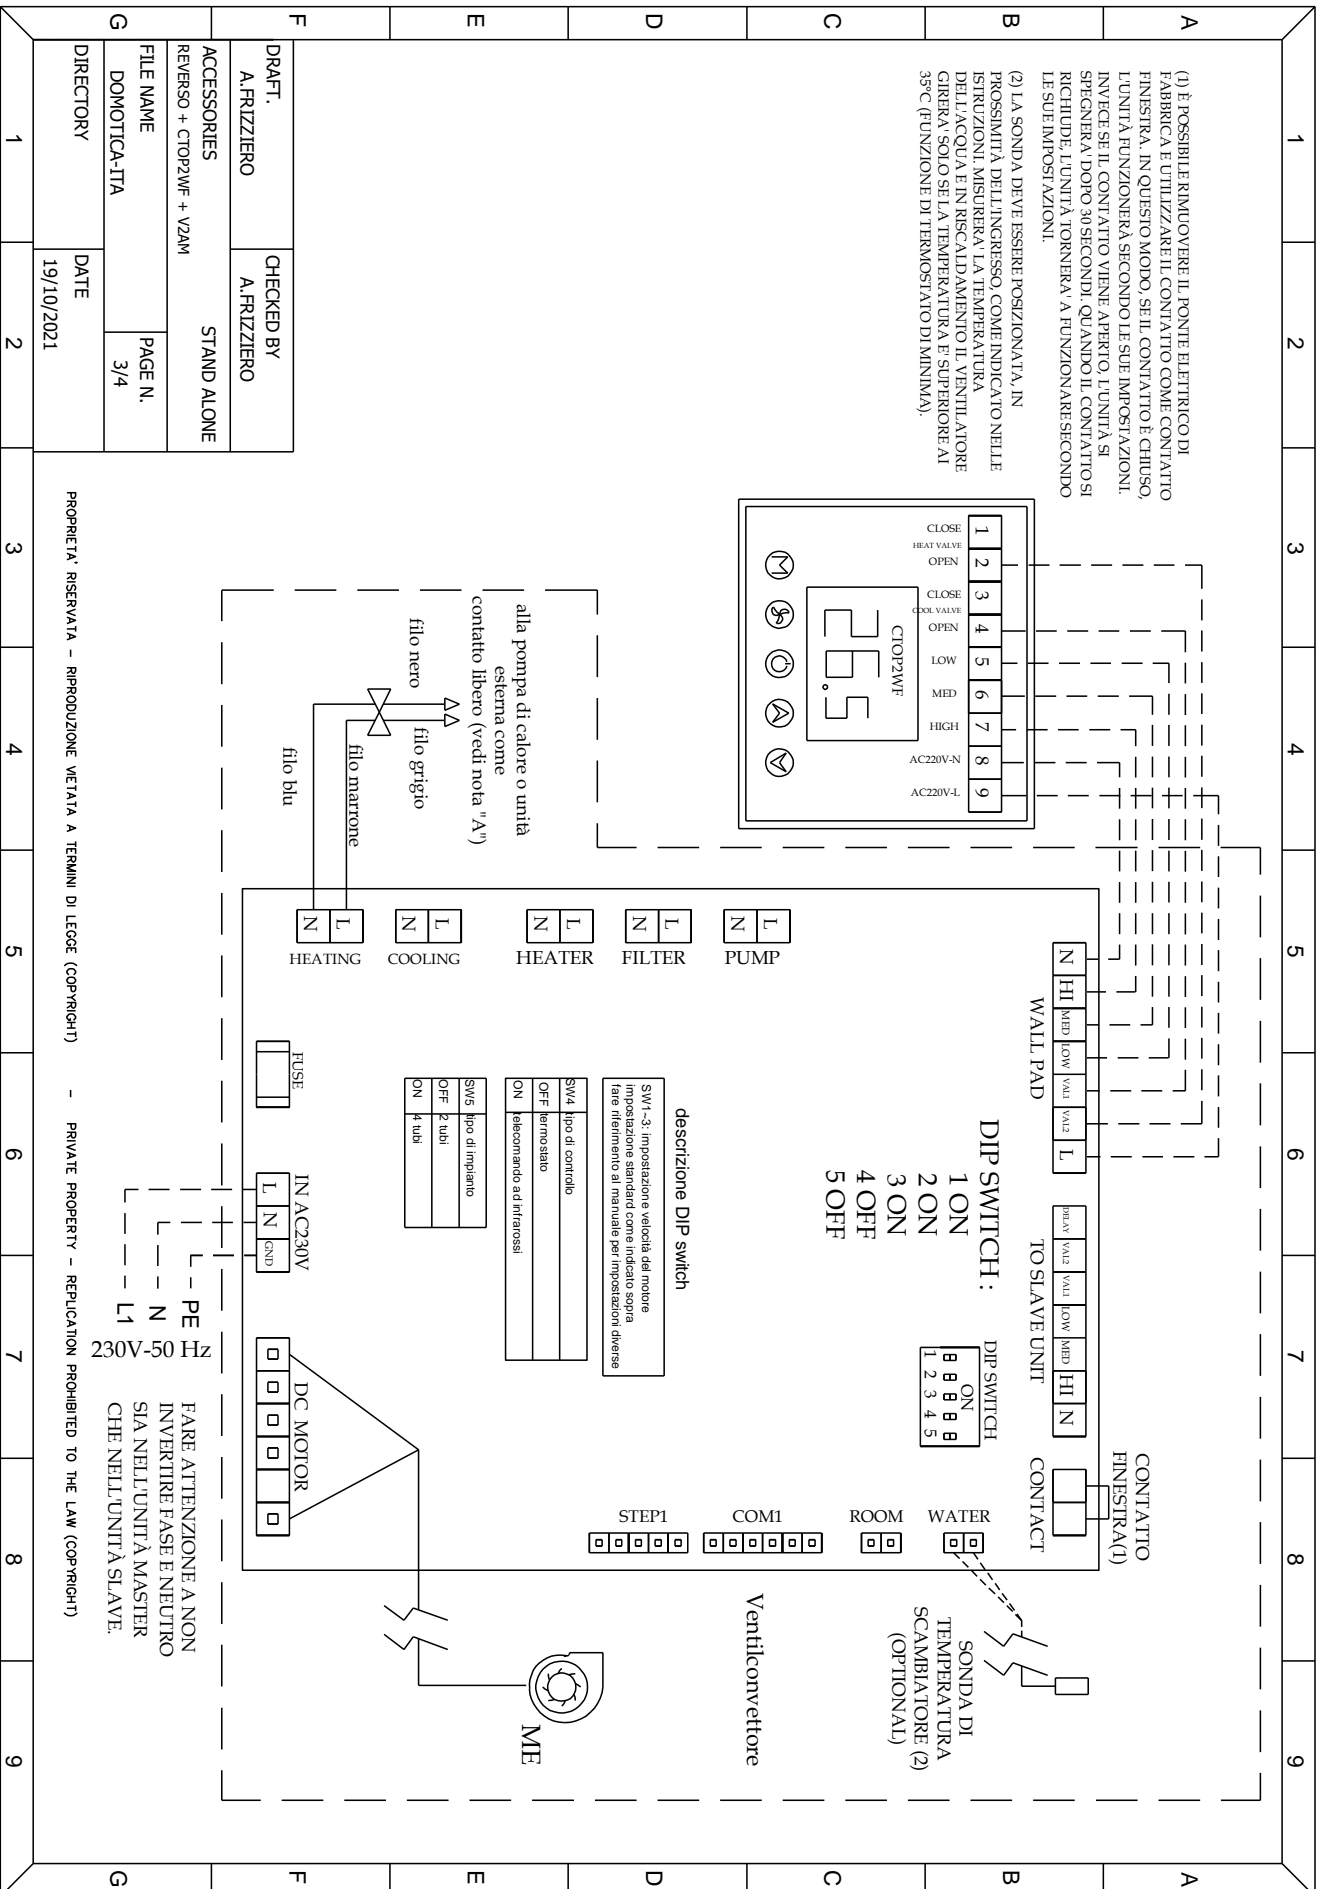 (1) È POSSIBILE RIMUOVERE IL PONTE ELETTRICO DI
FABBRICA E UTILIZZARE IL CONTATTO COME CONTATTO
FINESTRA. IN QUESTO MODO, SE IL CONTATTO È CHIUSO,
L'UNITÀ FUNZIONERÀ SECONDO LE SUE IMPOSTAZIONI.
INVECE SE IL CONTATTO VIENE APERTO, L'UNITÀ SI
SPEGNERA' DOPO 30 SECONDI. QUANDO IL CONTATTO SI
RICHIUDE, L'UNITÀ TORNERA' A FUNZIONARE SECONDO
LE SUE IMPOSTAZIONI.
(2) LA SONDA DEVE ESSERE POSIZIONATA, IN
PROSSIMITÀ DELL'INGRESSO, COME INDICATO NELLE
ISTRUZIONI. MISURERA' LA TEMPERATURA
DELL'ACQUA E IN RISCALDAMENTO IL VENTILATORE
GIRERA' SOLO SE LA TEMPERATURA E' SUPERIORE AI
35°C (FUNZIONE DI TERMOSTATO DI MINIMA).
1 2 3 4 5 6 7 8 9
CLOSE
HEAT VALVE
OPEN
CLOSE
COOL VALVE
OPEN
LOW
MED
HIGH
AC220V-N
AC220V-L
CTOP2WF
26.5
M
N HI MED LOW VAL1 VAL2 L
WALL PAD
DELAY VAL2 VAL1 LOW MED HI N
TO SLAVE UNIT
CONTATTO
FINESTRA(1)
CONTACT
DIP SWITCH :
1 ON
2 ON
3 ON
4 OFF
5 OFF
DIP SWITCH
ON
1 2 3 4 5
WATER
ROOM
COM1
STEP1
SONDA DI
TEMPERATURA
SCAMBIATORE (2)
(OPTIONAL)
Ventilconvettore
ME
L N
PUMP
L N
FILTER
L N
HEATER
L N
COOLING
L N
HEATING
descrizione DIP switch
SW1~3: impostazione velocità del motore
impostazione standard come indicato sopra
fare riferimento al manuale per impostazioni diverse
SW4 tipo di controllo
OFF termostato
ON telecomando ad infrarossi
SW5 tipo di impianto
OFF 2 tubi
ON 4 tubi
alla pompa di calore o unità
esterna come
contatto libero (vedi nota "A")
filo nero
filo grigio
filo marrone
filo blu
FUSE
IN AC230V
L N GND
DC MOTOR
PE
N
L1
230V-50 Hz
FARE ATTENZIONE A NON
INVERTIRE FASE E NEUTRO
SIA NELL'UNITÀ MASTER
CHE NELL'UNITÀ SLAVE.
DRAFT.
A.FRIZZIERO
CHECKED BY
A.FRIZZIERO
ACCESSORIES
REVERSO + CTOP2WF + V2AM
STAND ALONE
FILE NAME
DOMOTICA-ITA
PAGE N.
3/4
DIRECTORY
DATE
19/10/2021
PROPRIETA' RISERVATA - RIPRODUZIONE VIETATA A TERMINI DI LEGGE (COPYRIGHT) - PRIVATE PROPERTY - REPLICATION PROHIBITED TO THE LAW (COPYRIGHT)
1 2 3 4 5 6 7 8 9
1 2 3 4 5 6 7 8 9
A B C D E F G
A B C D E F G